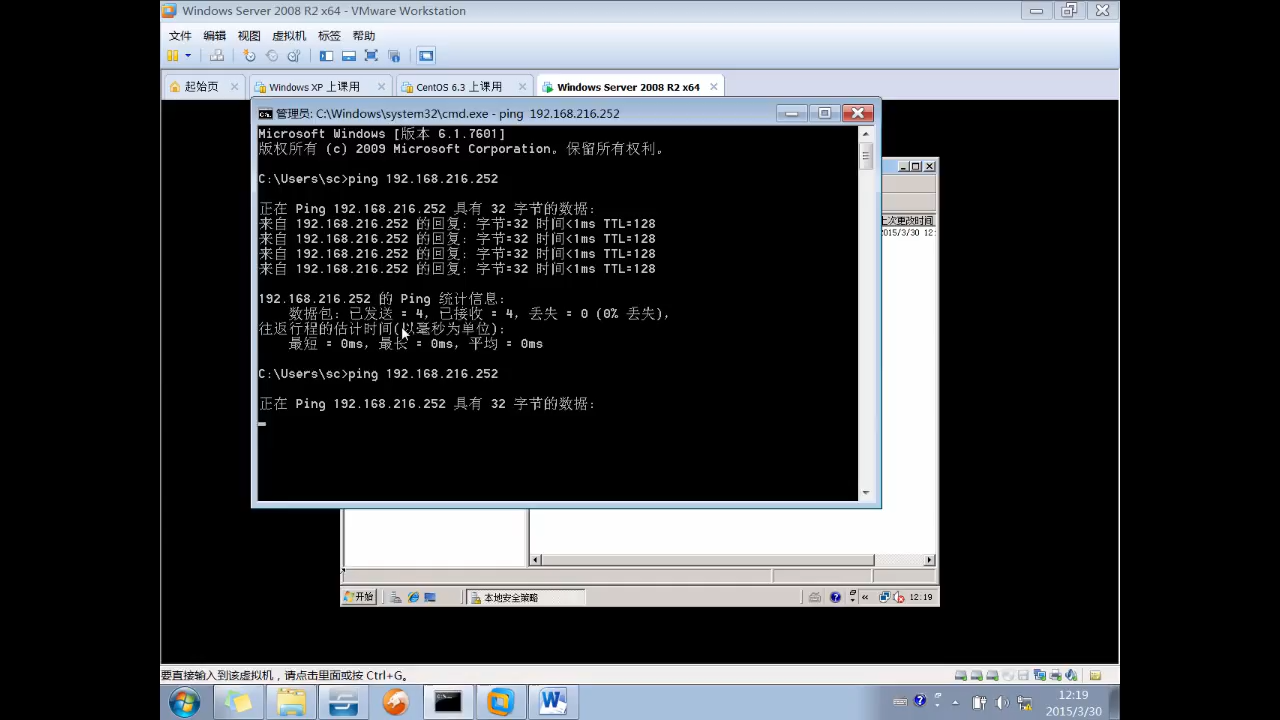 Windows Server 2008 R2 x64 - VMware Workstation
文件 编辑 视图 虚拟机 标签 帮助
起始页 Windows XP 上课用 CentOS 6.3 上课用 Windows Server 2008 R2 x64
管理员: C:\Windows\system32\cmd.exe - ping 192.168.216.252
Microsoft Windows [版本 6.1.7601]
版权所有 (c) 2009 Microsoft Corporation。保留所有权利。
C:\Users\sc>ping 192.168.216.252
正在 Ping 192.168.216.252 具有 32 字节的数据:
来自 192.168.216.252 的回复: 字节=32 时间<1ms TTL=128
来自 192.168.216.252 的回复: 字节=32 时间<1ms TTL=128
来自 192.168.216.252 的回复: 字节=32 时间<1ms TTL=128
来自 192.168.216.252 的回复: 字节=32 时间<1ms TTL=128
192.168.216.252 的 Ping 统计信息:
数据包: 已发送 = 4，已接收 = 4，丢失 = 0 (0% 丢失)，
往返行程的估计时间(以毫秒为单位):
最短 = 0ms，最长 = 0ms，平均 = 0ms
C:\Users\sc>ping 192.168.216.252
正在 Ping 192.168.216.252 具有 32 字节的数据:
上次更改时间
2015/3/30 12:
开始 本地安全策略 12:19
要直接输入到该虚拟机，请点击里面或按 Ctrl+G。
12:19
2015/3/30